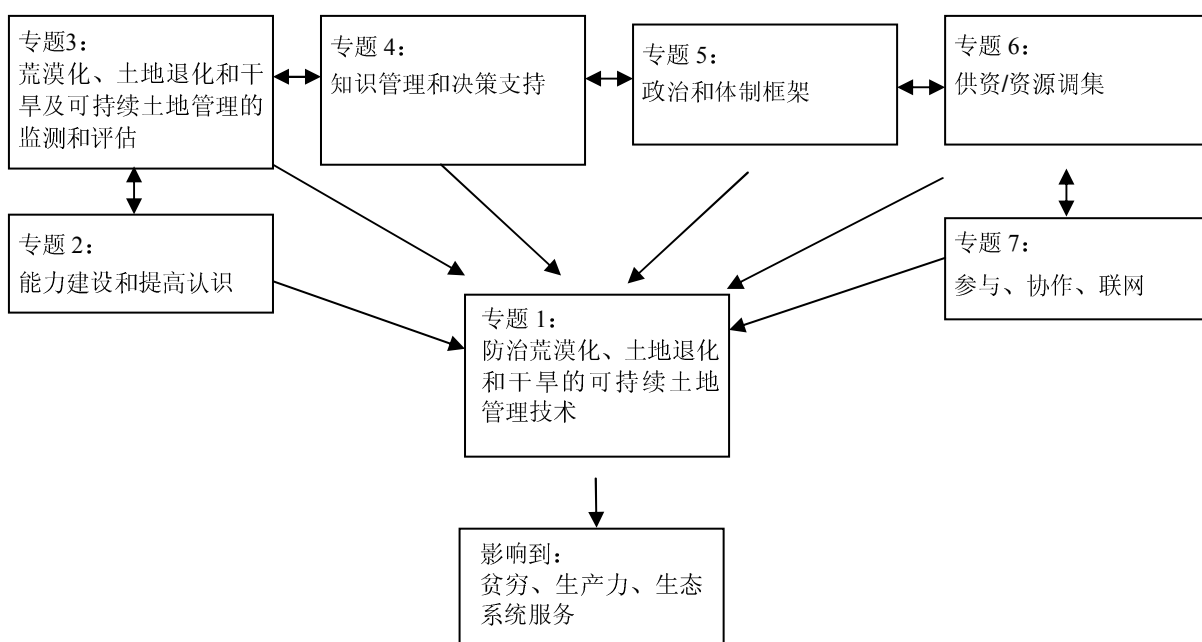 专题3：
荒漠化、土地退化和干
旱及可持续土地管理的
监测和评估
专题 4：
知识管理和决策支持
专题 5：
政治和体制框架
专题 6：
供资/资源调集
专题 2：
能力建设和提高认识
专题 7：
参与、协作、联网
专题 1：
防治荒漠化、土地退化
和干旱的可持续土地
管理技术
影响到：
贫穷、生产力、生态
系统服务